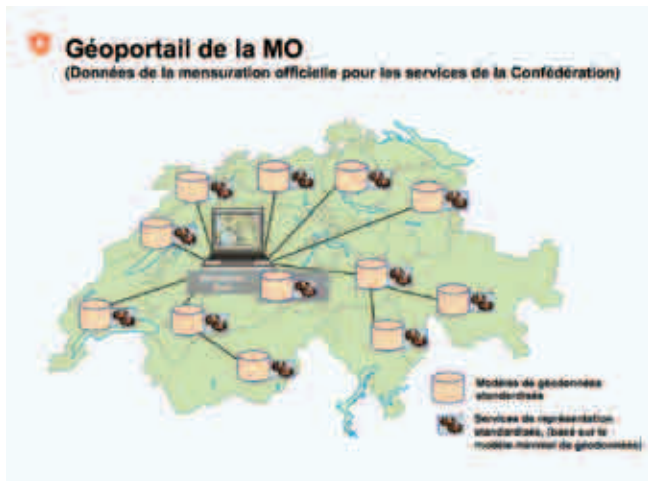 Géoportail de la MO
(Données de la mensuration officielle pour les services de la Confédération)
Modèles de géodonnées
standardisés
Services de représentation
standardisés, (basé sur le
modèle minimal de géodonnées)